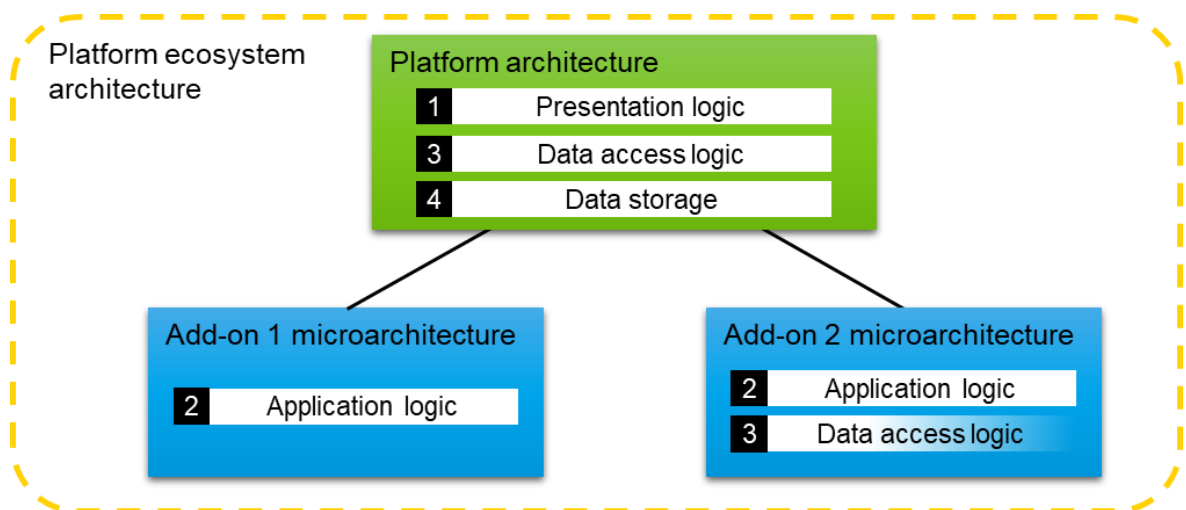 Platform ecosystem
architecture
Platform architecture
1 Presentation logic
3 Data access logic
4 Data storage
Add-on 1 microarchitecture
2 Application logic
Add-on 2 microarchitecture
2 Application logic
3 Data access logic